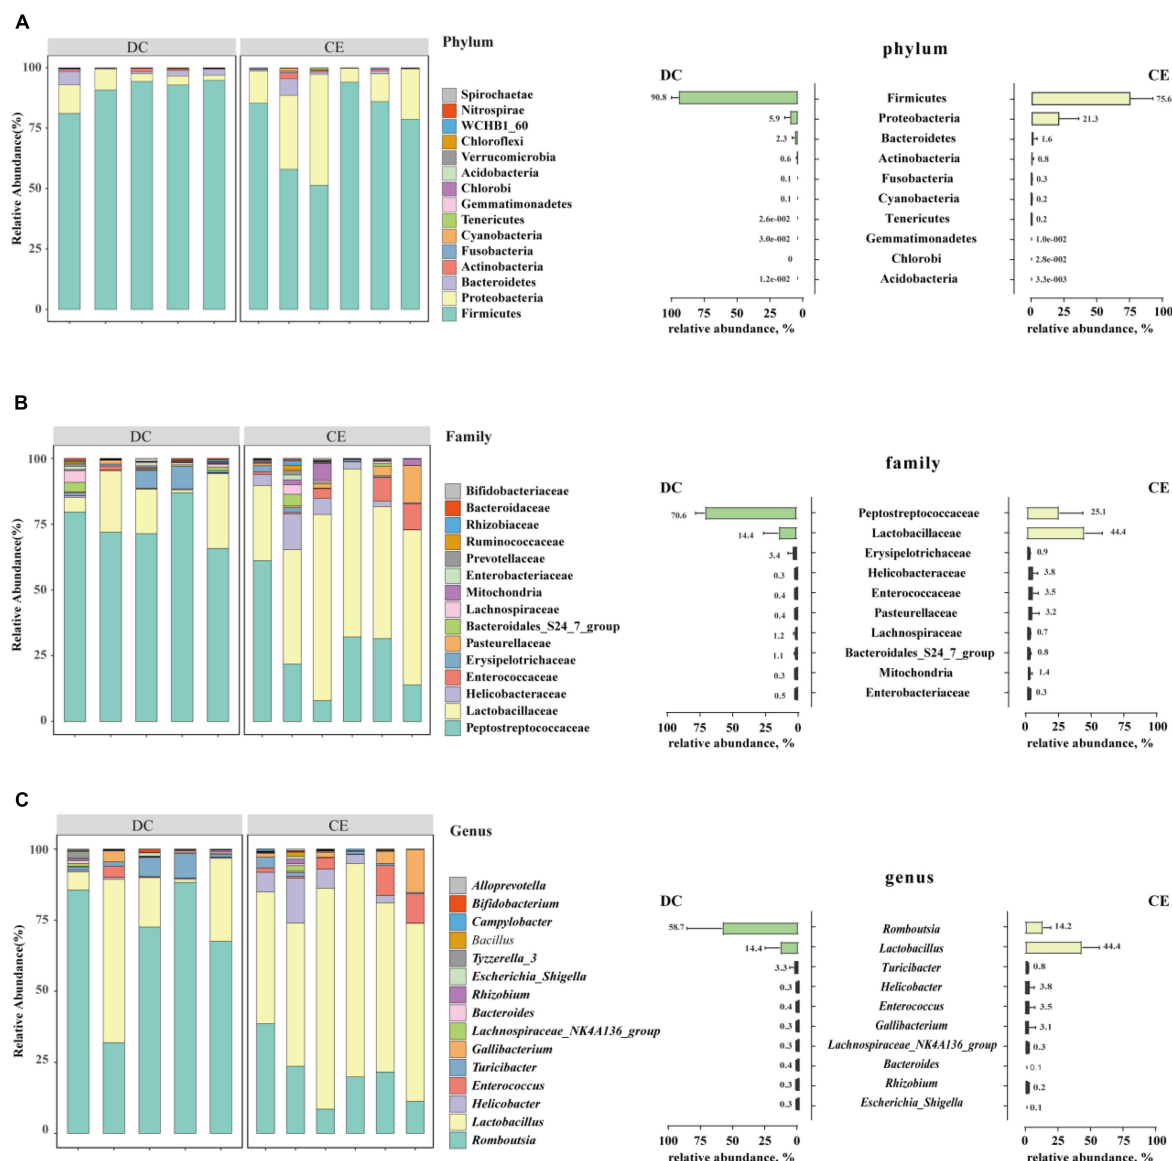 A
DC
CE
Phylum
Relative Abundance(%)
100
75
50
25
0
Spirochaetae
Nitrospirae
WCHB1_60
Chloroflexi
Verrucomicrobia
Acidobacteria
Chlorobi
Gemmatimonadetes
Tenericutes
Cyanobacteria
Fusobacteria
Actinobacteria
Bacteroidetes
Proteobacteria
Firmicutes
phylum
DC
CE
90.8 Firmicutes 75.6
5.9 Proteobacteria 21.3
2.3 Bacteroidetes 1.6
0.6 Actinobacteria 0.8
0.1 Fusobacteria 0.3
0.1 Cyanobacteria 0.2
2.6e-002 Tenericutes 0.2
3.0e-002 Gemmatimonadetes 1.0e-002
0 Chlorobi 2.8e-002
1.2e-002 Acidobacteria 3.3e-003
100 75 50 25 0
relative abundance, %
0 25 50 75 100
relative abundance, %
B
DC
CE
Family
Relative Abundance(%)
100
75
50
25
0
Bifidobacteriaceae
Bacteroidaceae
Rhizobiaceae
Ruminococcaceae
Prevotellaceae
Enterobacteriaceae
Mitochondria
Lachnospiraceae
Bacteroidales_S24_7_group
Pasteurellaceae
Erysipelotrichaceae
Enterococcaceae
Helicobacteraceae
Lactobacillaceae
Peptostreptococcaceae
family
DC
CE
70.6 Peptostreptococcaceae 25.1
14.4 Lactobacillaceae 44.4
3.4 Erysipelotrichaceae 0.9
0.3 Helicobacteraceae 3.8
0.4 Enterococcaceae 3.5
0.4 Pasteurellaceae 3.2
1.2 Lachnospiraceae 0.7
1.1 Bacteroidales_S24_7_group 0.8
0.3 Mitochondria 1.4
0.5 Enterobacteriaceae 0.3
100 75 50 25 0
relative abundance, %
0 25 50 75 100
relative abundance, %
C
DC
CE
Genus
Relative Abundance(%)
100
75
50
25
0
Alloprevotella
Bifidobacterium
Campylobacter
Bacillus
Tyzzerella_3
Escherichia_Shigella
Rhizobium
Bacteroides
Lachnospiraceae_NK4A136_group
Gallibacterium
Turicibacter
Enterococcus
Helicobacter
Lactobacillus
Romboutsia
genus
DC
CE
58.7 Romboutsia 14.2
14.4 Lactobacillus 44.4
3.3 Turicibacter 0.8
0.3 Helicobacter 3.8
0.4 Enterococcus 3.5
0.3 Gallibacterium 3.1
0.3 Lachnospiraceae_NK4A136_group 0.3
0.4 Bacteroides 0.1
0.3 Rhizobium 0.2
0.3 Escherichia_Shigella 0.1
100 75 50 25 0
relative abundance, %
0 25 50 75 100
relative abundance, %